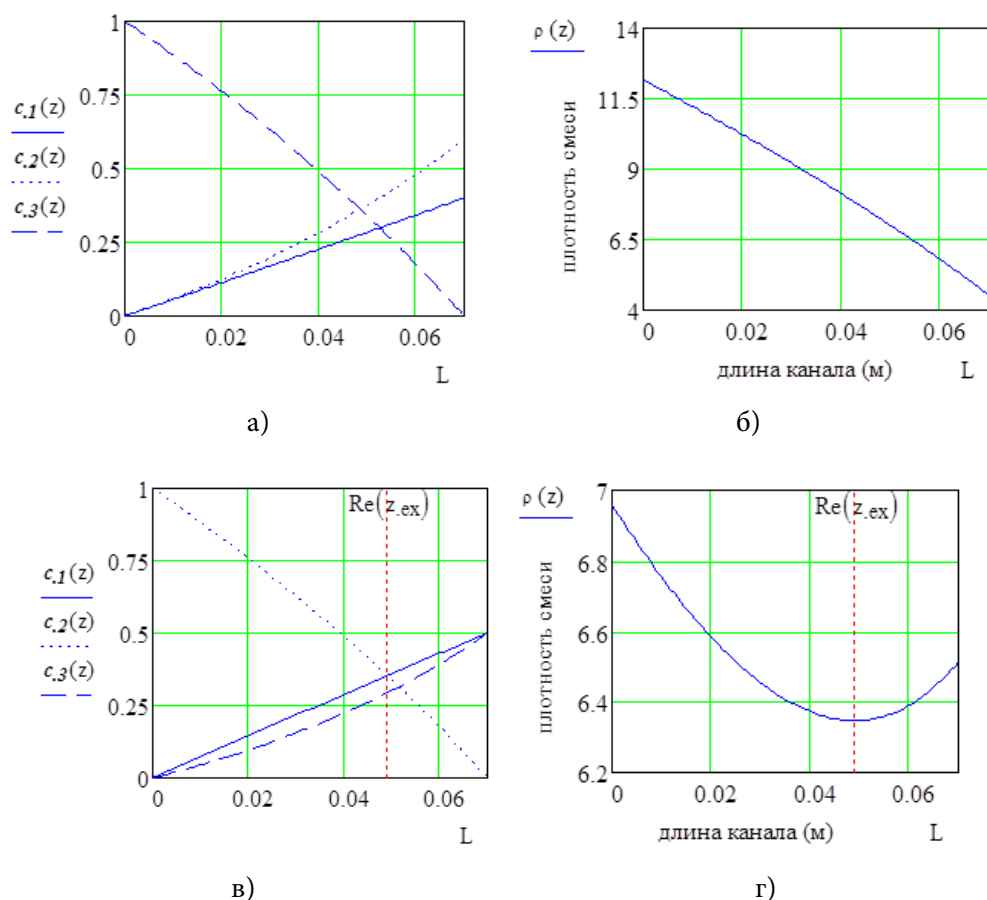 1
0.75
0.5
0.25
0
c.1(z)
c.2(z)
c.3(z)
0 0.02 0.04 0.06
L
а)
ρ (z)
плотность смеси
14
11.5
9
6.5
4
0 0.02 0.04 0.06
длина канала (м) L
б)
1
0.75
0.5
0.25
0
c.1(z)
c.2(z)
c.3(z)
Re(z.ex)
0 0.02 0.04 0.06
L
в)
ρ (z)
плотность смеси
7
6.8
6.6
6.4
6.2
Re(z.ex)
0 0.02 0.04 0.06
длина канала (м) L
г)